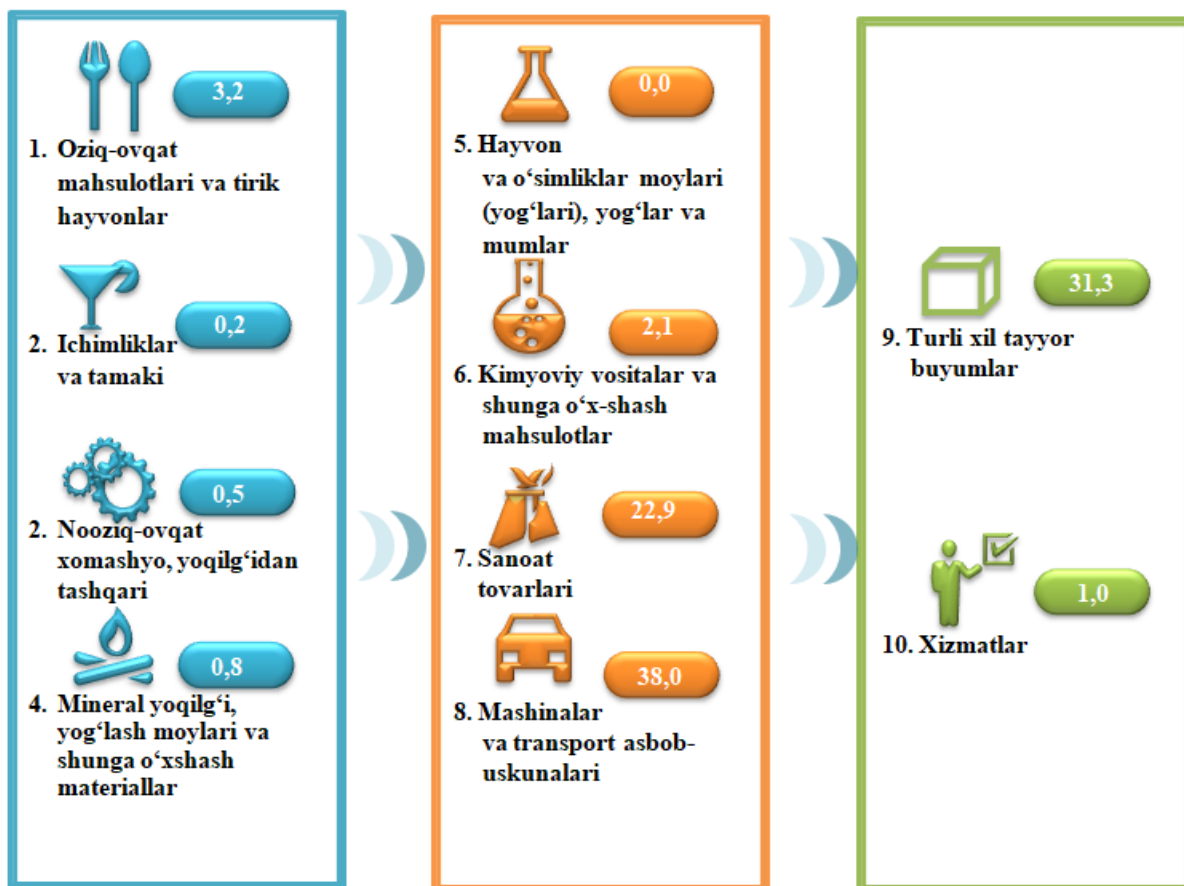 3,2
1. Oziq-ovqat
mahsulotlari va tirik
hayvonlar
0,2
2. Ichimliklar
va tamaki
0,5
2. Nooziq-ovqat
xomashyo, yoqilg‘idan
tashqari
0,8
4. Mineral yoqilg‘i,
yog‘lash moylari va
shunga o‘xshash
materiallar
0,0
5. Hayvon
va o‘simliklar moylari
(yog‘lari), yog‘lar va
mumlar
2,1
6. Kimyoviy vositalar va
shunga o‘x-shash
mahsulotlar
22,9
7. Sanoat
tovarlari
38,0
8. Mashinalar
va transport asbob-
uskunalari
31,3
9. Turli xil tayyor
buyumlar
1,0
10. Xizmatlar